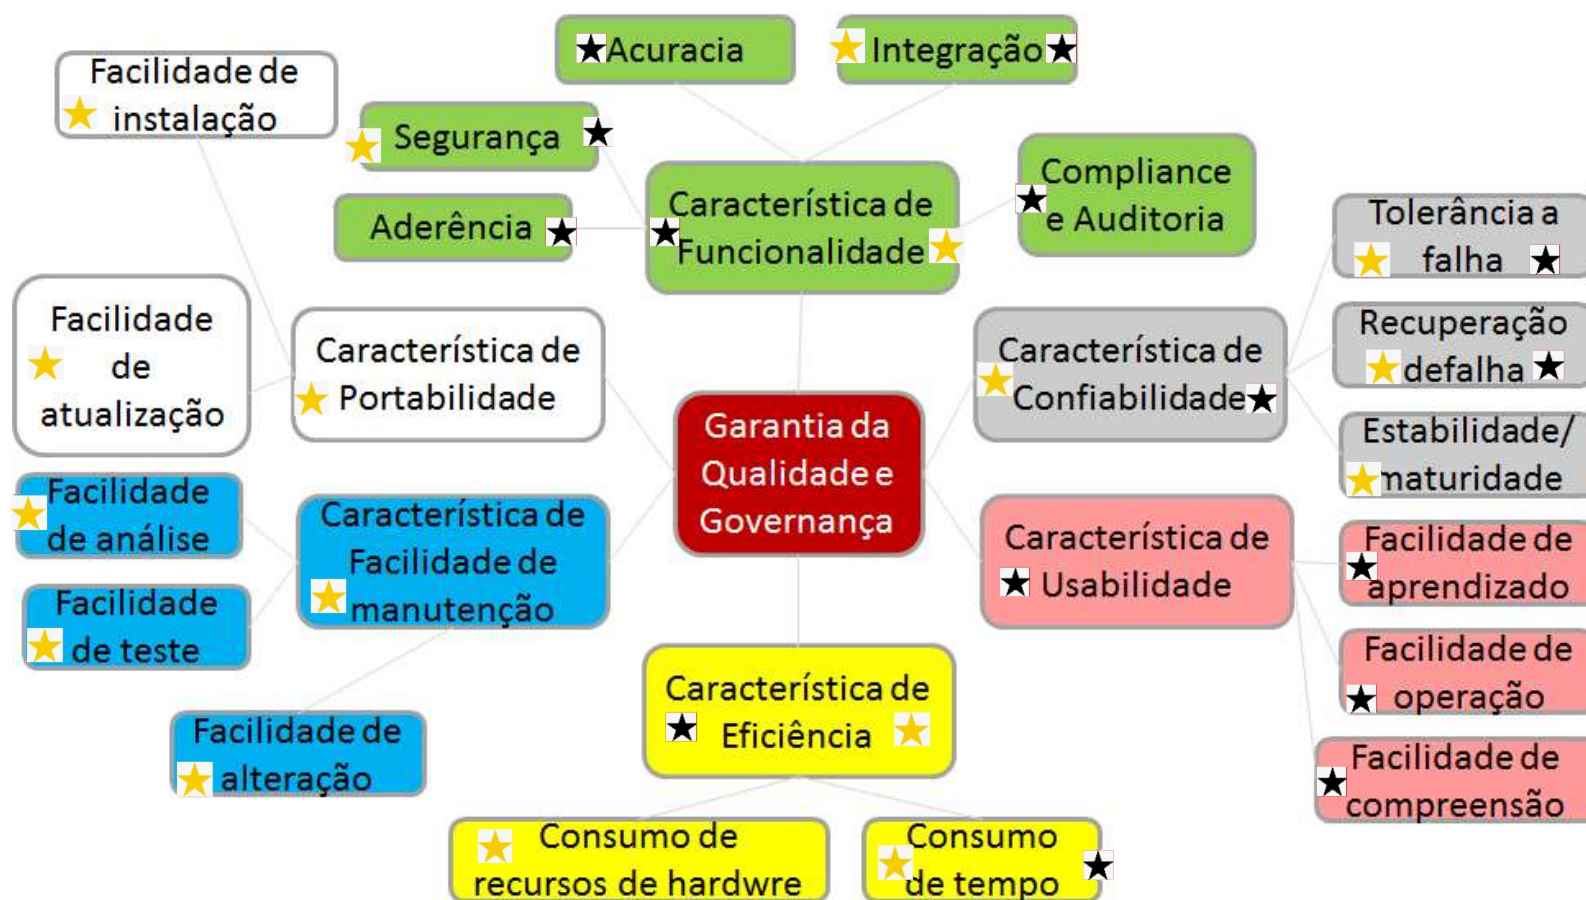 Acuracia
Integração
Facilidade de
instalação
Segurança
Aderência
Característica de
Funcionalidade
Compliance
e Auditoria
Tolerância a
falha
Recuperação
defalha
Estabilidade/
maturidade
Característica de
Confiabilidade
Facilidade
de
atualização
Característica de
Portabilidade
Garantia da
Qualidade e
Governança
Facilidade
de análise
Facilidade
de teste
Característica de
Facilidade de
manutenção
Facilidade de
alteração
Característica de
Usabilidade
Facilidade de
aprendizado
Facilidade de
operação
Facilidade de
compreensão
Característica de
Eficiência
Consumo de
recursos de hardwre
Consumo
de tempo